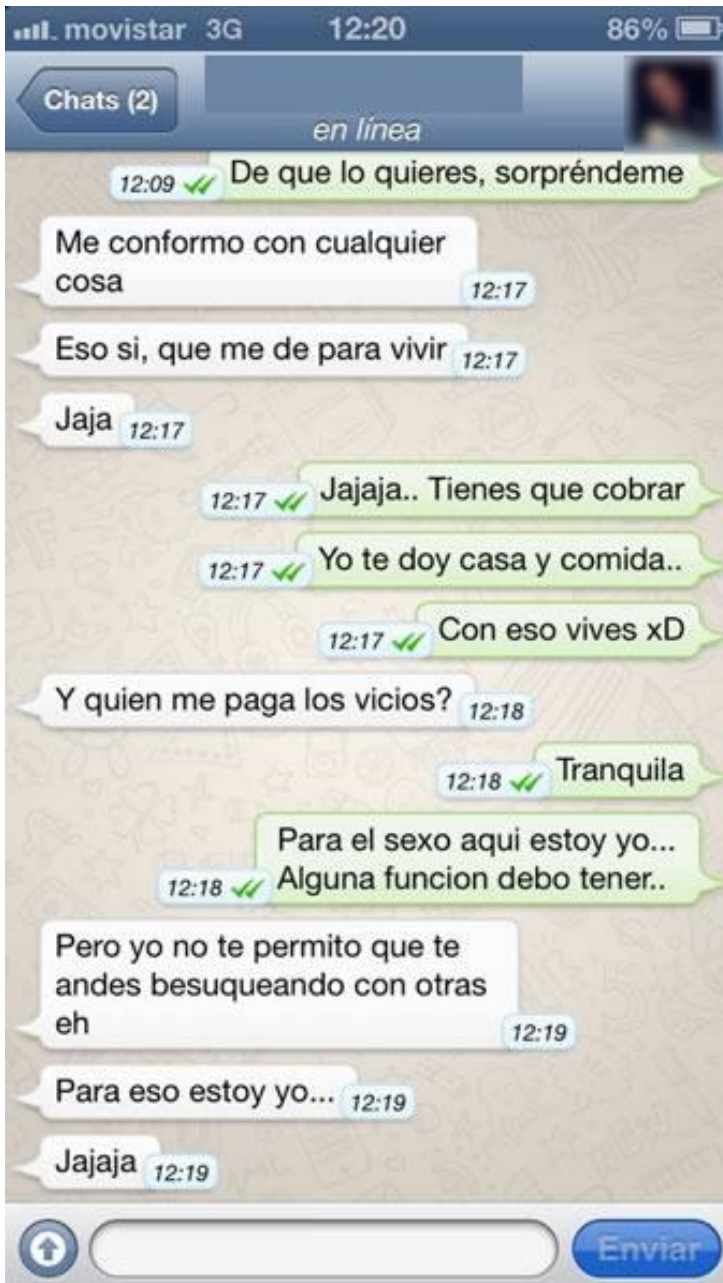 movistar 3G 12:20 86%
Chats (2)
en línea
De que lo quieres, sorpréndeme
12:09
Me conformo con cualquier
cosa
12:17
Eso si, que me de para vivir
12:17
Jaja
12:17
Jajaja.. Tienes que cobrar
12:17
Yo te doy casa y comida..
12:17
Con eso vives xD
12:17
Y quien me paga los vicios?
12:18
Tranquila
12:18
Para el sexo aqui estoy yo...
Alguna funcion debo tener..
12:18
Pero yo no te permito que te
andes besuqueando con otras
eh
12:19
Para eso estoy yo...
12:19
Jajaja
12:19
Enviar